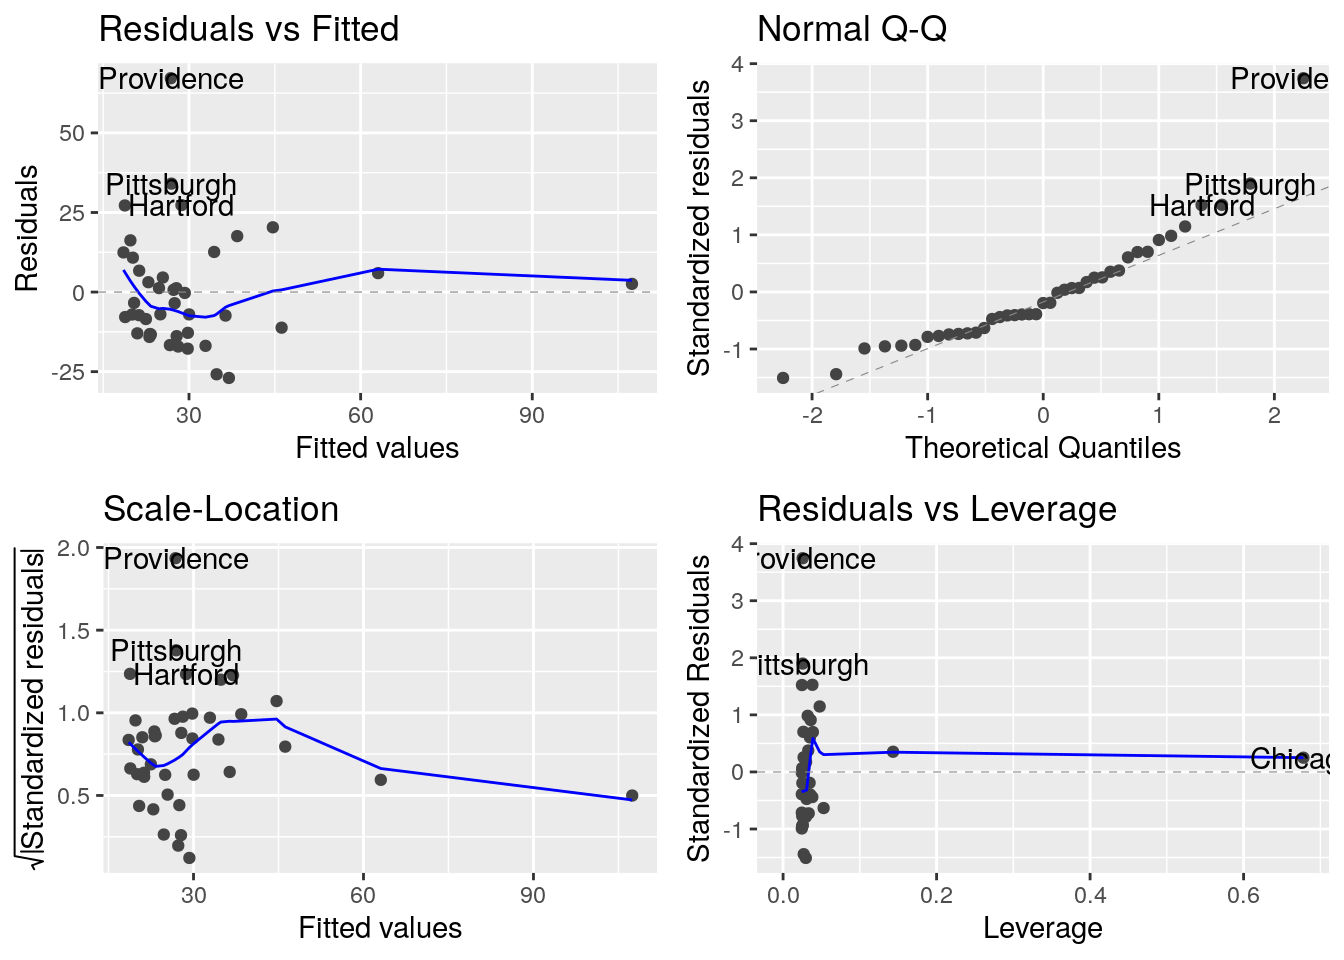 Residuals vs Fitted
Residuals
50
25
0
-25
Providence
Pittsburgh
Hartford
30
60
90
Fitted values
Normal Q-Q
Standardized residuals
4
3
2
1
0
-1
Provide
Pittsburgh
Hartford
-2
-1
0
1
2
Theoretical Quantiles
Scale-Location
√|Standardized residuals|
2.0
1.5
1.0
0.5
Providence
Pittsburgh
Hartford
30
60
90
Fitted values
Residuals vs Leverage
Standardized Residuals
4
3
2
1
0
-1
rovidence
ittsburgh
Chicag
0.0
0.2
0.4
0.6
Leverage